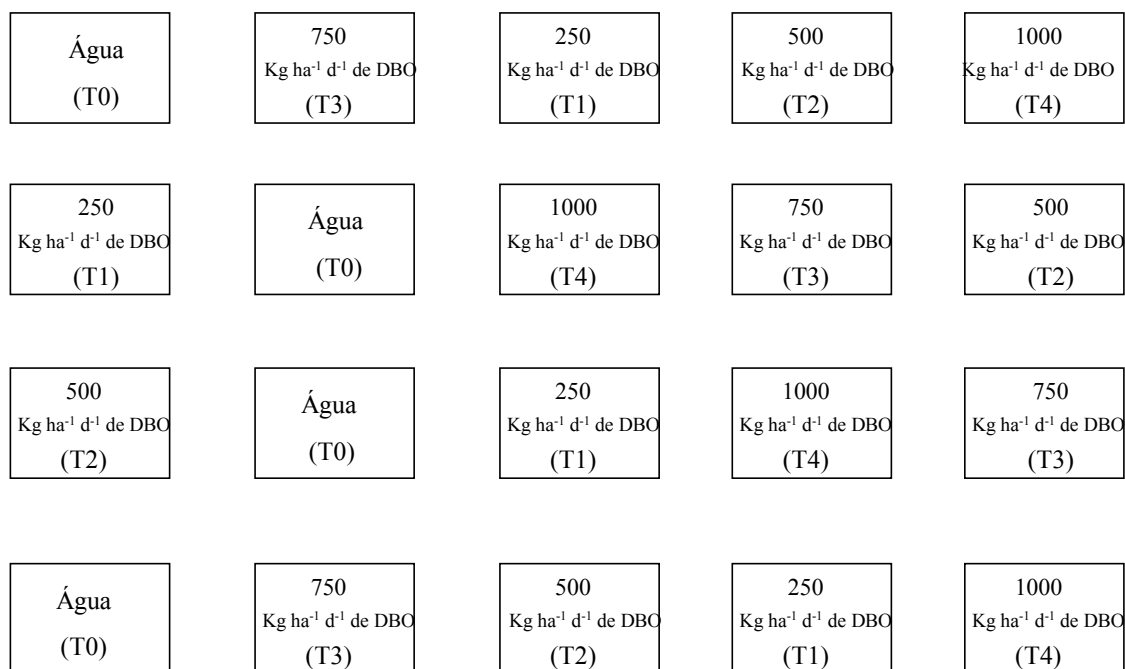 Água
(T0)
750
Kg ha⁻¹ d⁻¹ de DBO
(T3)
250
Kg ha⁻¹ d⁻¹ de DBO
(T1)
500
Kg ha⁻¹ d⁻¹ de DBO
(T2)
1000
Kg ha⁻¹ d⁻¹ de DBO
(T4)
250
Kg ha⁻¹ d⁻¹ de DBO
(T1)
Água
(T0)
1000
Kg ha⁻¹ d⁻¹ de DBO
(T4)
750
Kg ha⁻¹ d⁻¹ de DBO
(T3)
500
Kg ha⁻¹ d⁻¹ de DBO
(T2)
500
Kg ha⁻¹ d⁻¹ de DBO
(T2)
Água
(T0)
250
Kg ha⁻¹ d⁻¹ de DBO
(T1)
1000
Kg ha⁻¹ d⁻¹ de DBO
(T4)
750
Kg ha⁻¹ d⁻¹ de DBO
(T3)
Água
(T0)
750
Kg ha⁻¹ d⁻¹ de DBO
(T3)
500
Kg ha⁻¹ d⁻¹ de DBO
(T2)
250
Kg ha⁻¹ d⁻¹ de DBO
(T1)
1000
Kg ha⁻¹ d⁻¹ de DBO
(T4)